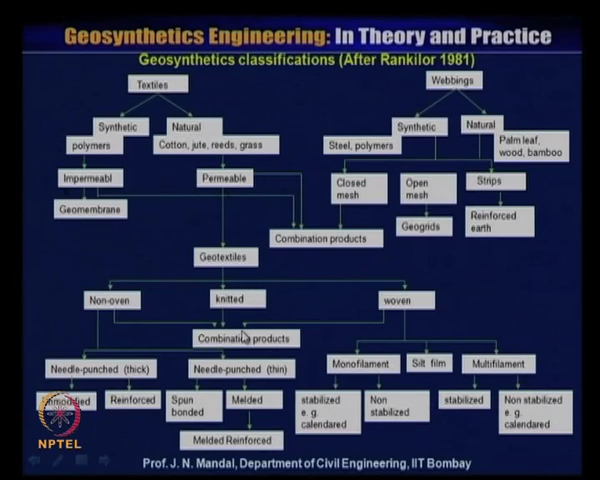 Geosynthetics Engineering: In Theory and Practice
Geosynthetics classifications (After Rankilor 1981)
Textiles
Webbings
Synthetic
Natural
Synthetic
Natural
polymers
Cotton, jute, reeds, grass
Steel, polymers
Palm leaf,
wood, bamboo
Impermeabl
Permeable
Closed
mesh
Open
mesh
Strips
Geomembrane
Geogrids
Reinforced
earth
Combination products
Geotextiles
Non-oven
knitted
woven
Combination products
Needle-punched (thick)
Needle-punched (thin)
Monofilament
Silt film
Multifilament
Reinforced
Spun
bonded
Melded
stabilized
e. g.
calendared
Non
stabilized
stabilized
Non stabilized
e. g.
calendared
Melded Reinforced
NPTEL
Prof. J. N. Mandal, Department of Civil Engineering, IIT Bombay